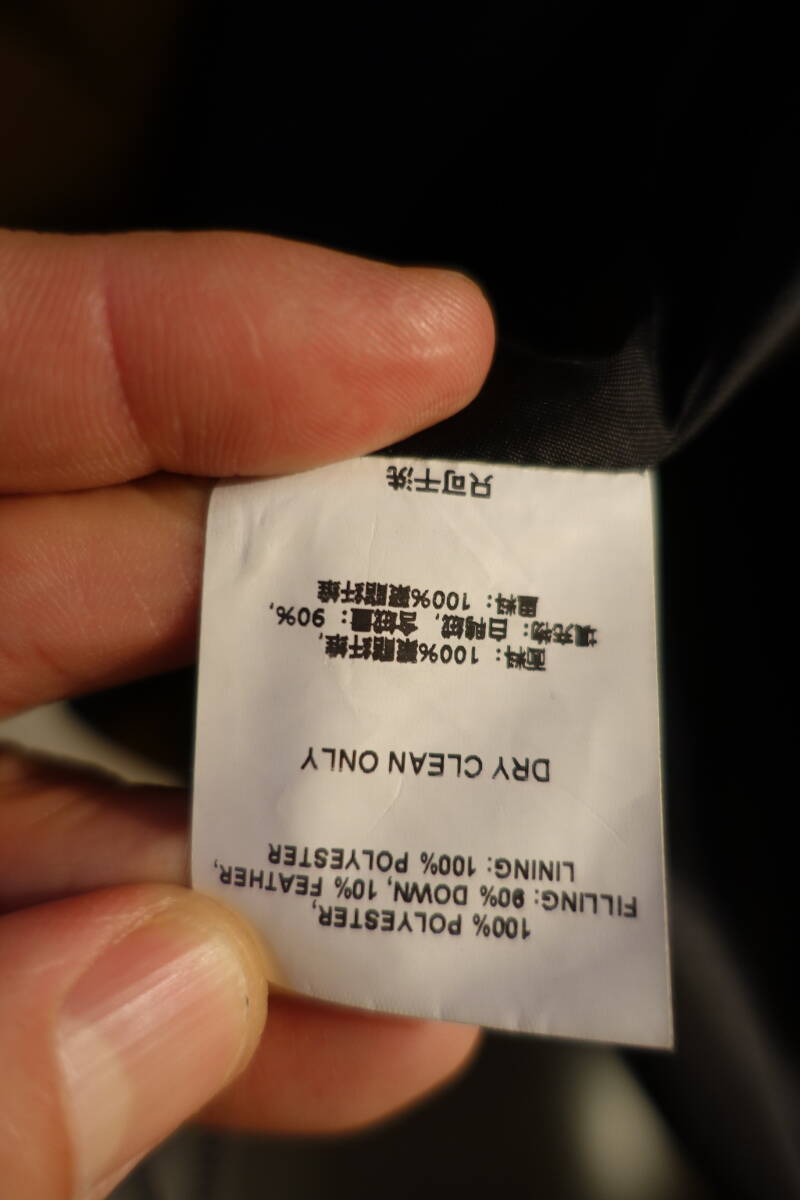 100% POLYESTER,
FILLING: 90% DOWN, 10% FEATHER,
LINING: 100% POLYESTER
DRY CLEAN ONLY
面料: 100%聚酯纤维,
填充物: 白鸭绒, 含绒量: 90%,
里料: 100%聚酯纤维
只可干洗